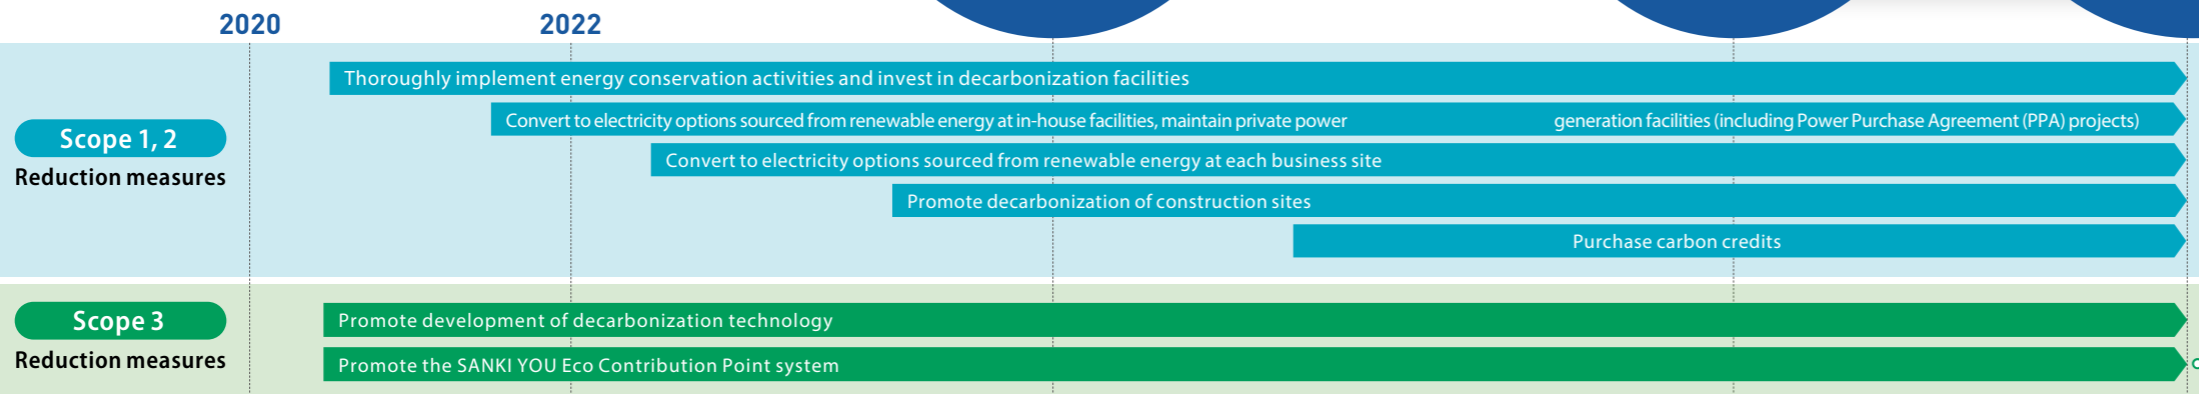 2020 2022
Scope 1, 2
Reduction measures
Thoroughly implement energy conservation activities and invest in decarbonization facilities
Convert to electricity options sourced from renewable energy at in-house facilities, maintain private power generation facilities (including Power Purchase Agreement (PPA) projects)
Convert to electricity options sourced from renewable energy at each business site
Promote decarbonization of construction sites
Purchase carbon credits
Scope 3
Reduction measures
Promote development of decarbonization technology
Promote the SANKI YOU Eco Contribution Point system